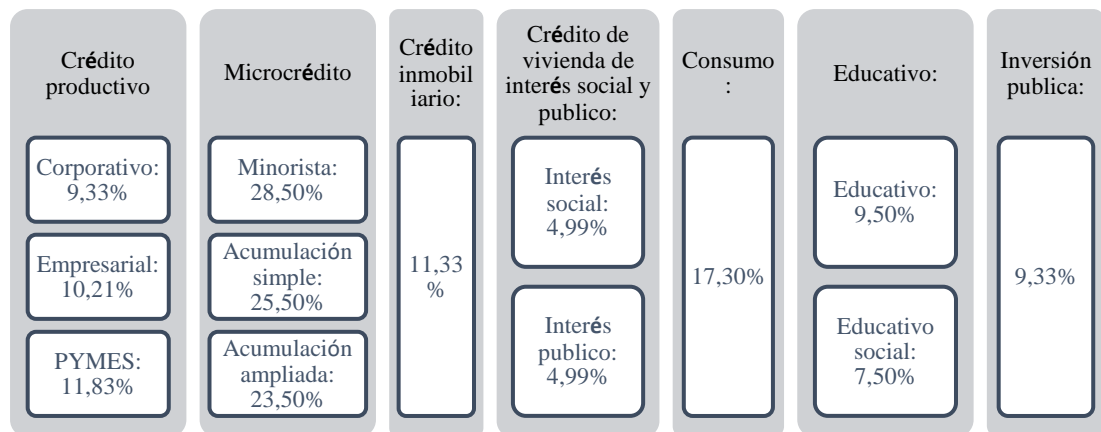 Crédito
productivo
Corporativo:
9,33%
Empresarial:
10,21%
PYMES:
11,83%
Microcrédito
Minorista:
28,50%
Acumulación
simple:
25,50%
Acumulación
ampliada:
23,50%
Crédito
inmobil
iario:
11,33
%
Crédito de
vivienda de
interés social y
publico:
Interés
social:
4,99%
Interés
publico:
4,99%
Consumo
:
17,30%
Educativo:
Educativo:
9,50%
Educativo
social:
7,50%
Inversión
publica:
9,33%